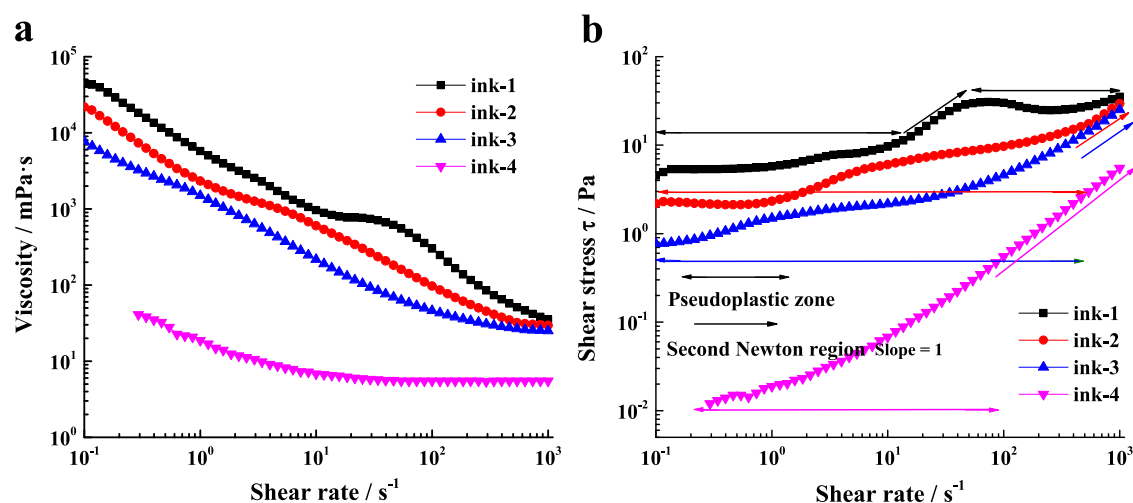 a
10^5
10^4
10^3
10^2
10^1
10^0
Viscosity / mPa·s
10^-1
10^0
10^1
10^2
10^3
Shear rate / s^-1
ink-1
ink-2
ink-3
ink-4
b
10^2
10^1
10^0
10^-1
10^-2
Shear stress τ / Pa
Pseudoplastic zone
Second Newton region Slope = 1
ink-1
ink-2
ink-3
ink-4
10^-1
10^0
10^1
10^2
10^3
Shear rate / s^-1